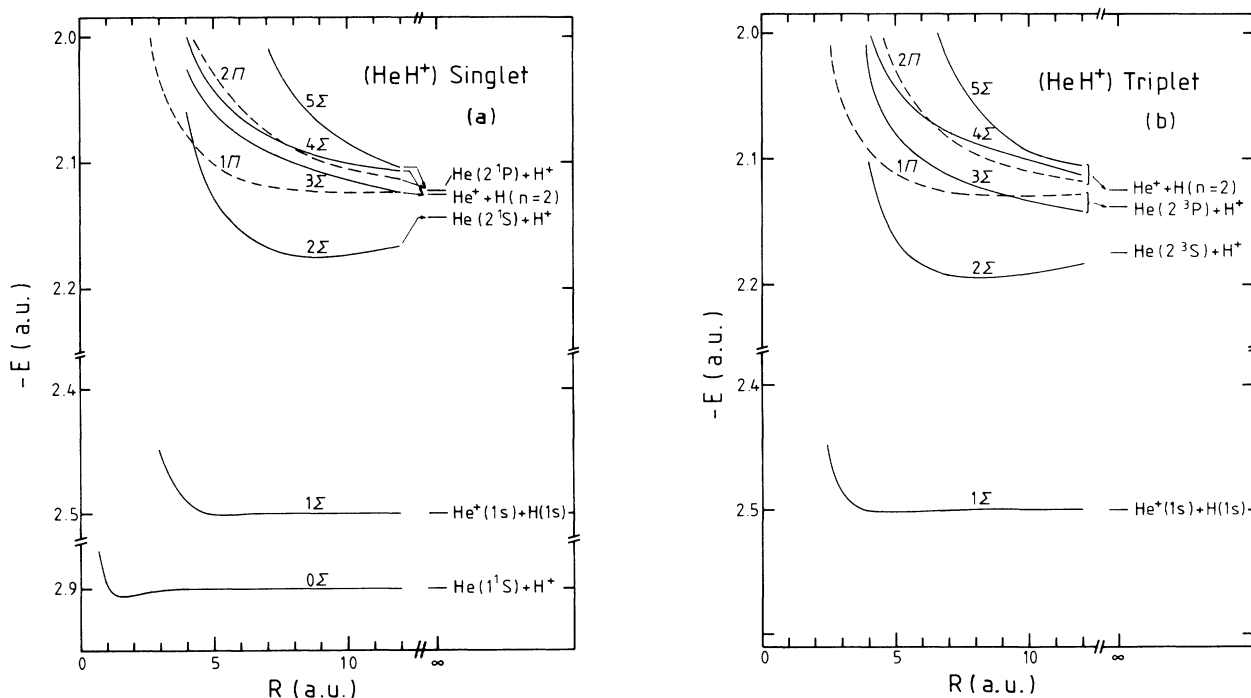 (HeH⁺) Singlet
(a)
- E (a.u.)
2.0
2.1
2.2
2.4
2.5
2.9
2Π
5Σ
4Σ
1Π
3Σ
2Σ
1Σ
0Σ
He(2¹P)+H⁺
He⁺+H(n=2)
He(2¹S)+H⁺
He⁺(1s)+H(1s)
He(1¹S)+H⁺
0 5 10 ∞
R (a.u.)
(HeH⁺) Triplet
(b)
- E (a.u.)
2.0
2.1
2.2
2.4
2.5
2Π
5Σ
4Σ
1Π
3Σ
2Σ
1Σ
He⁺+H(n=2)
He(2³P)+H⁺
He(2³S)+H⁺
He⁺(1s)+H(1s)
0 5 10 ∞
R (a.u.)